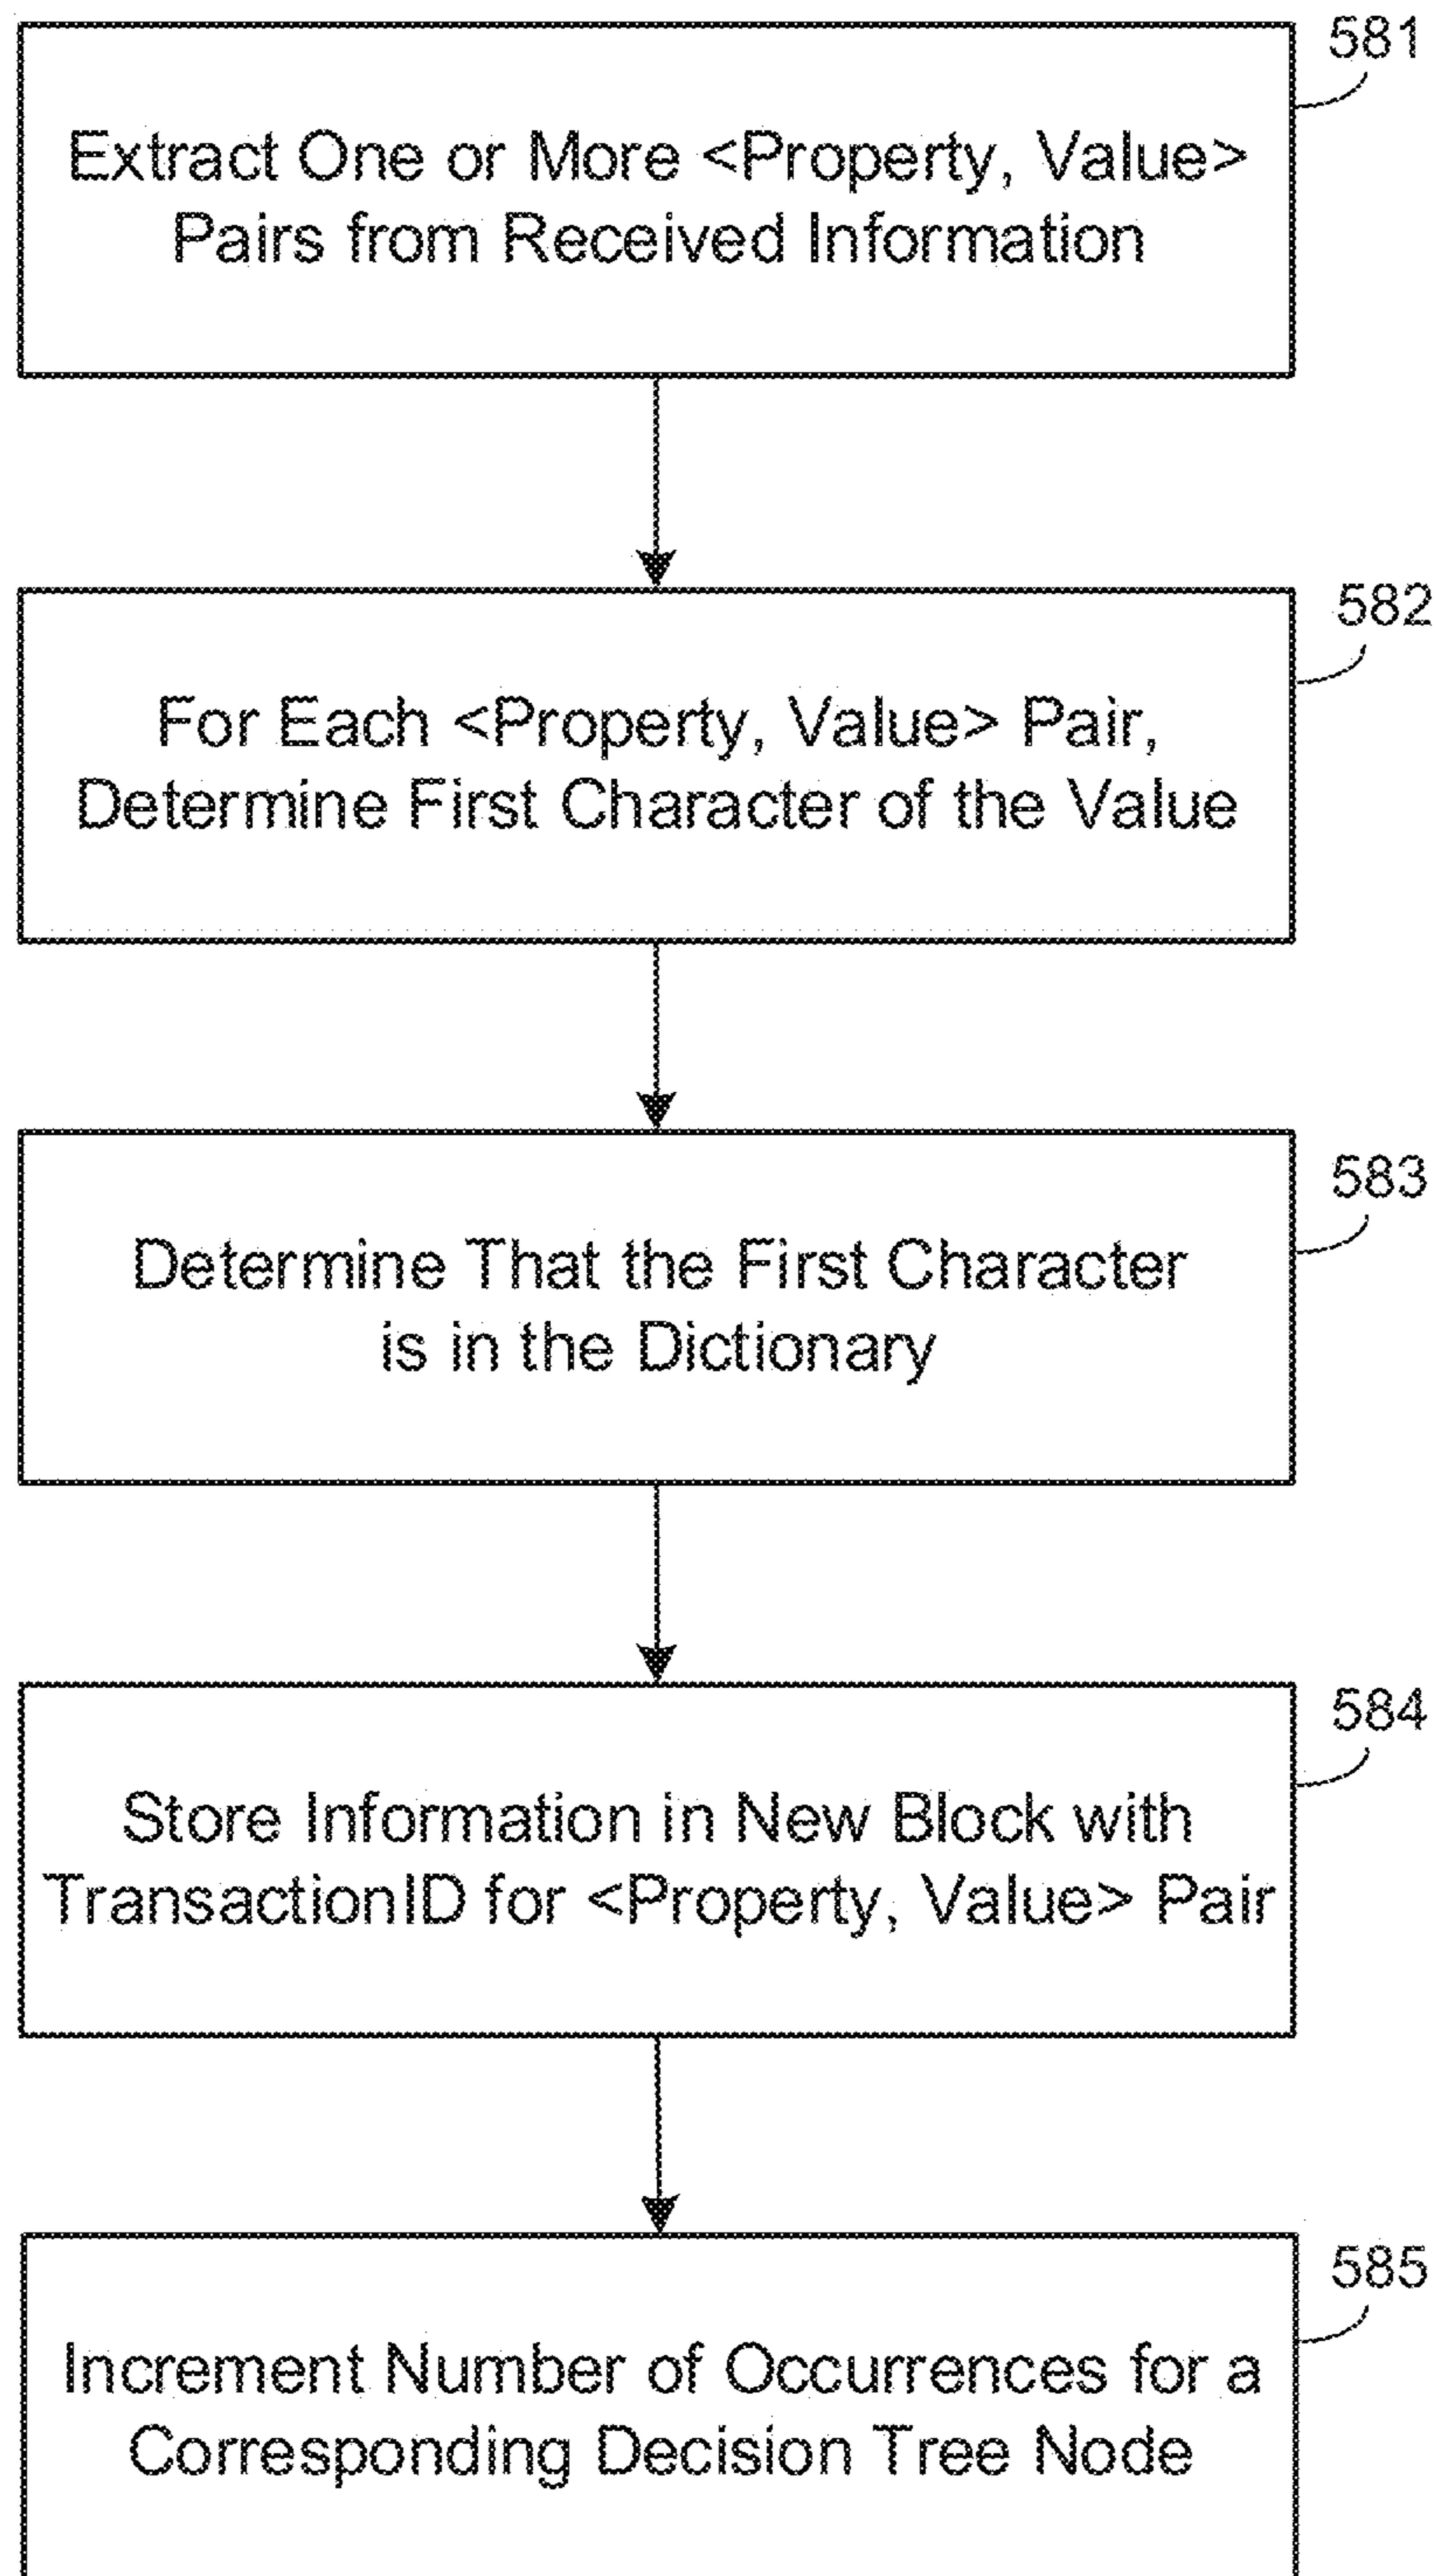 581
Extract One or More <Property, Value>
Pairs from Received Information
582
For Each <Property, Value> Pair,
Determine First Character of the Value
583
Determine That the First Character
is in the Dictionary
584
Store Information in New Block with
TransactionID for <Property, Value> Pair
585
Increment Number of Occurrences for a
Corresponding Decision Tree Node